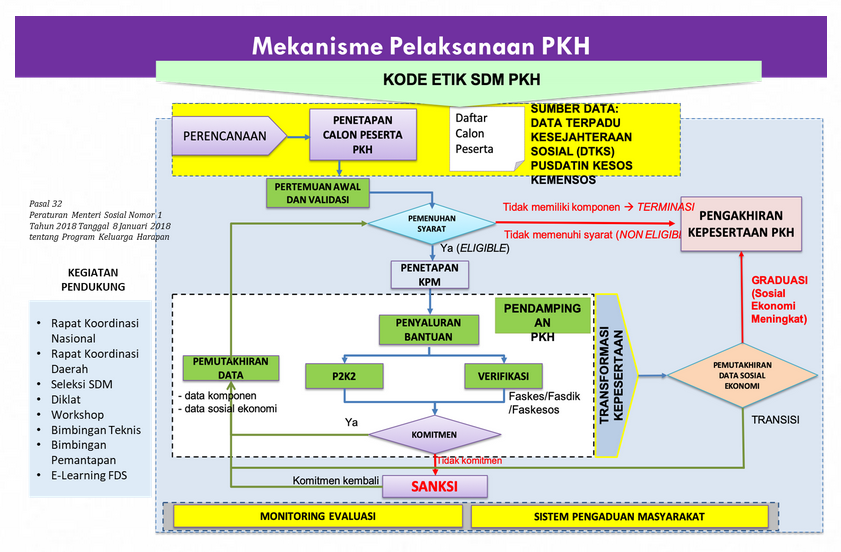 Mekanisme Pelaksanaan PKH
KODE ETIK SDM PKH
PERENCANAAN
PENETAPAN
CALON PESERTA
PKH
Daftar
Calon
Peserta
SUMBER DATA:
DATA TERPADU
KESEJAHTERAAN
SOSIAL (DTKS)
PUSDATIN KESOS
KEMENSOS
PERTEMUAN AWAL
DAN VALIDASI
Pasal 32
Peraturan Menteri Sosial Nomor 1
Tahun 2018 Tanggal 8 Januari 2018
tentang Program Keluarga Harapan
PEMENUHAN
SYARAT
Tidak memiliki komponen → TERMINASI
Tidak memenuhi syarat (NON ELIGIBL
PENGAKHIRAN
KEPESERTAAN PKH
Ya (ELIGIBLE)
PENETAPAN
KPM
KEGIATAN
PENDUKUNG
• Rapat Koordinasi
Nasional
• Rapat Koordinasi
Daerah
• Seleksi SDM
• Diklat
• Workshop
• Bimbingan Teknis
• Bimbingan
Pemantapan
• E-Learning FDS
PENYALURAN
BANTUAN
PENDAMPING
AN
PKH
TRANSFORMASI
KEPESERTAAN
GRADUASI
(Sosial
Ekonomi
Meningkat)
PEMUTAKHIRAN
DATA
- data komponen
- data sosial ekonomi
P2K2
VERIFIKASI
Faskes/Fasdik
/Faskesos
PEMUTAKHIRAN
DATA SOSIAL
EKONOMI
TRANSISI
Ya
KOMITMEN
Tidak komitmen
Komitmen kembali
SANKSI
MONITORING EVALUASI
SISTEM PENGADUAN MASYARAKAT